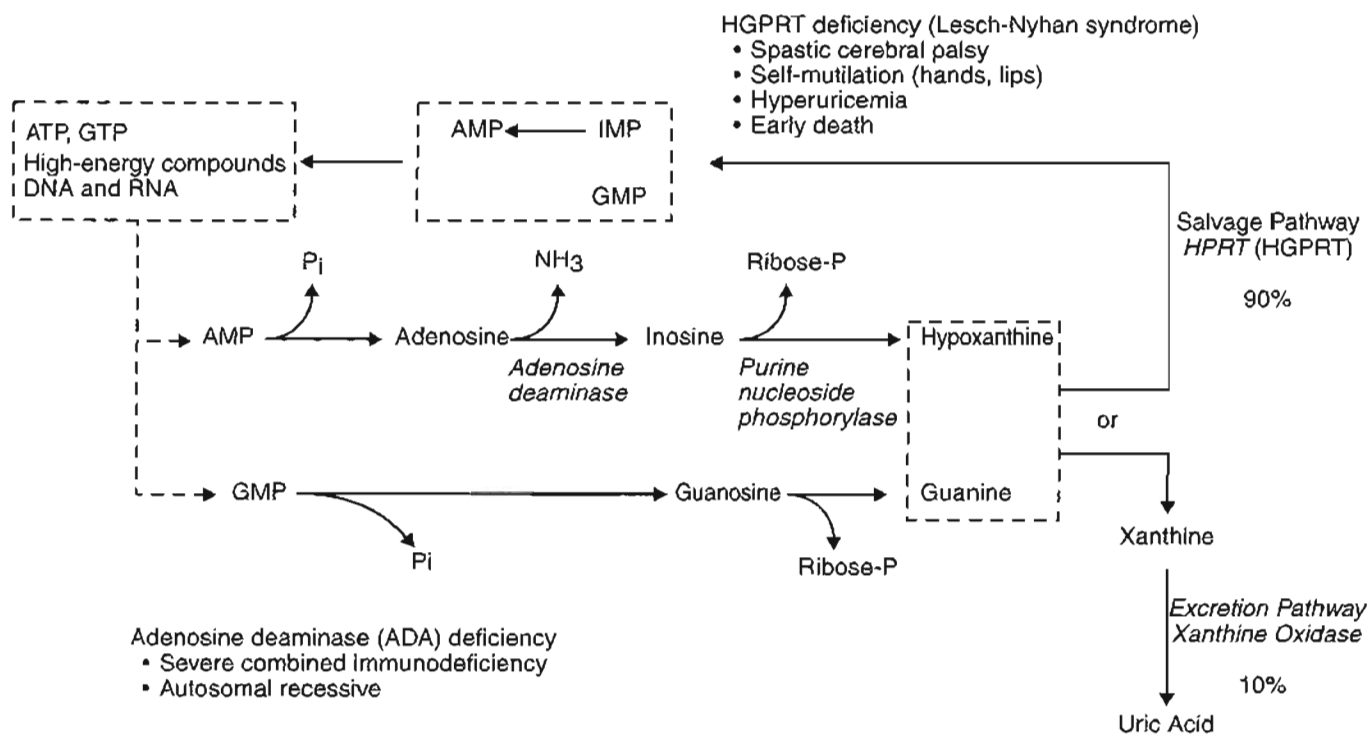 HGPRT deficiency (Lesch-Nyhan syndrome)
• Spastic cerebral palsy
• Self-mutilation (hands, lips)
• Hyperuricemia
• Early death
ATP, GTP
High-energy compounds
DNA and RNA
AMP
IMP
GMP
Salvage Pathway
HPRT (HGPRT)
90%
Pi
NH3
Ribose-P
AMP
Adenosine
Inosine
Hypoxanthine
Adenosine
deaminase
Purine
nucleoside
phosphorylase
or
GMP
Guanosine
Guanine
Pi
Ribose-P
Xanthine
Excretion Pathway
Xanthine Oxidase
10%
Uric Acid
Adenosine deaminase (ADA) deficiency
• Severe combined immunodeficiency
• Autosomal recessive